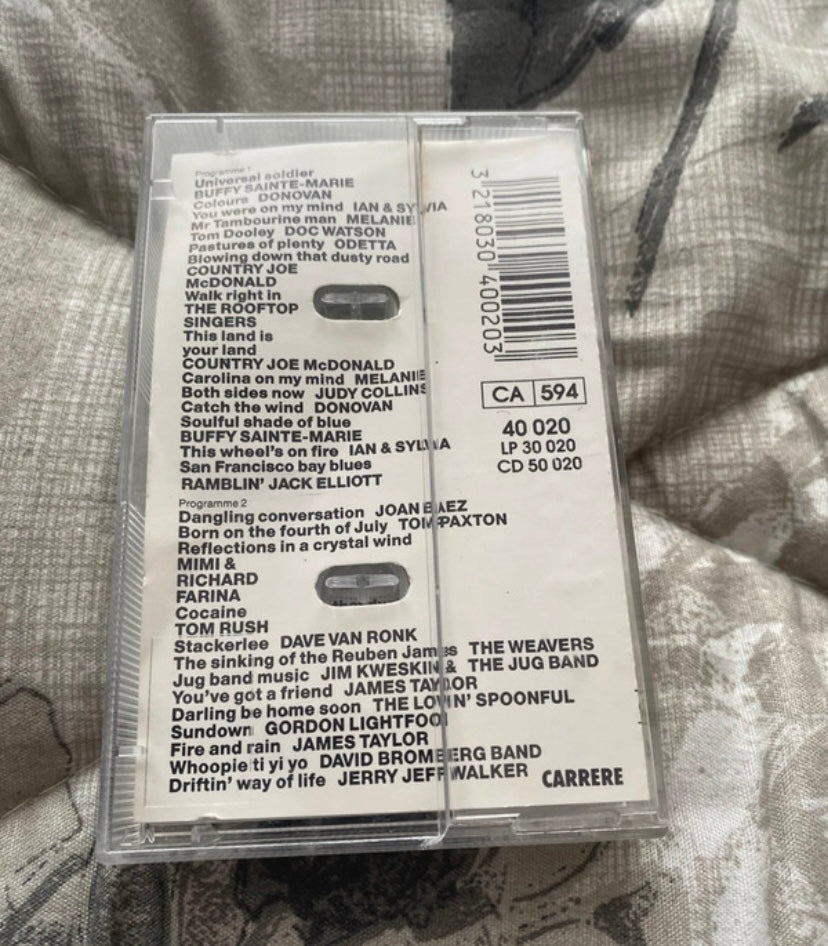 Programme 1
Universal soldier
BUFFY SAINTE-MARIE
Colours DONOVAN
You were on my mind IAN & SYLVIA
Mr Tambourine man MELANIE
Tom Dooley DOC WATSON
Pastures of plenty ODETTA
Blowing down that dusty road
COUNTRY JOE
McDONALD
Walk right in
THE ROOFTOP
SINGERS
This land is
your land
COUNTRY JOE McDONALD
Carolina on my mind MELANIE
Both sides now JUDY COLLINS
Catch the wind DONOVAN
Soulful shade of blue
BUFFY SAINTE-MARIE
This wheel's on fire IAN & SYLVIA
San Francisco bay blues
RAMBLIN' JACK ELLIOTT
Programme 2
Dangling conversation JOAN BAEZ
Born on the fourth of July TOM PAXTON
Reflections in a crystal wind
MIMI &
RICHARD
FARINA
Cocaine
TOM RUSH
Stackerlee DAVE VAN RONK
The sinking of the Reuben James THE WEAVERS
Jug band music JIM KWESKIN & THE JUG BAND
You've got a friend JAMES TAYLOR
Darling be home soon THE LOVIN' SPOONFUL
Sundown GORDON LIGHTFOOT
Fire and rain JAMES TAYLOR
Whoopie ti yi yo DAVID BROMBERG BAND
Driftin' way of life JERRY JEFF WALKER
CARRERE
3 218030 400203
CA 594
40 020
LP 30 020
CD 50 020